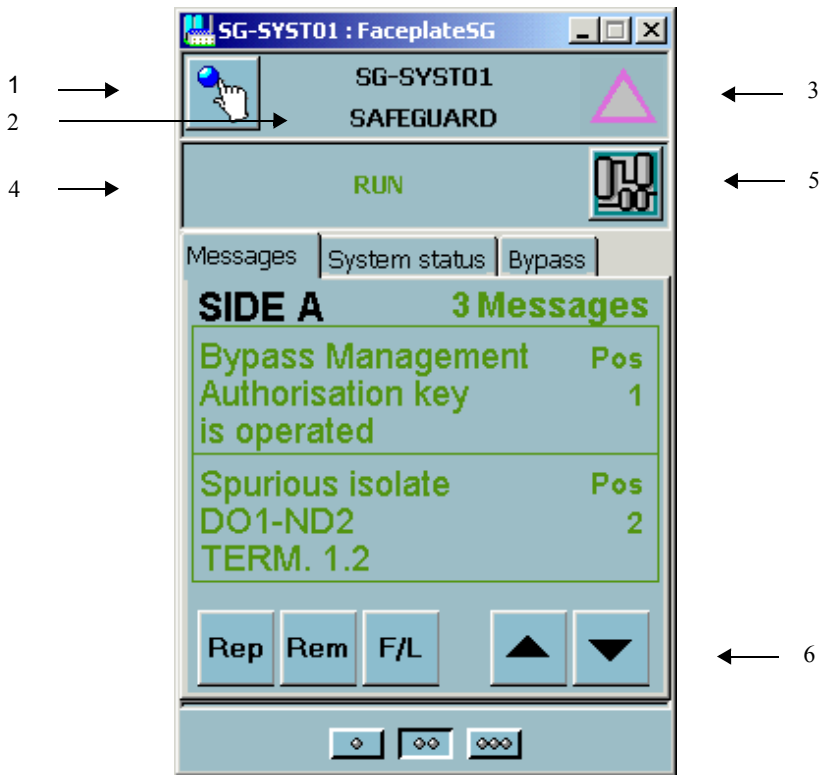 SG-SYST01 : FaceplateSG
1
SG-SYST01
3
2
SAFEGUARD
4
RUN
5
Messages System status Bypass
SIDE A 3 Messages
Bypass Management Pos
Authorisation key 1
is operated
Spurious isolate Pos
DO1-ND2 2
TERM. 1.2
Rep Rem F/L
6